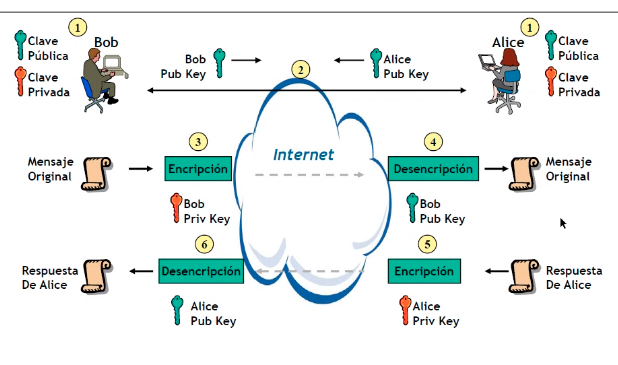 1
1
Clave
Pública
Bob
Clave
Privada
Bob
Pub Key
2
Alice
Pub Key
Alice
Clave
Pública
Clave
Privada
Mensaje
Original
3
Encripción
Bob
Priv Key
Internet
4
Desencripción
Bob
Pub Key
Mensaje
Original
Respuesta
De Alice
6
Desencripción
Alice
Pub Key
5
Encripción
Alice
Priv Key
Respuesta
De Alice